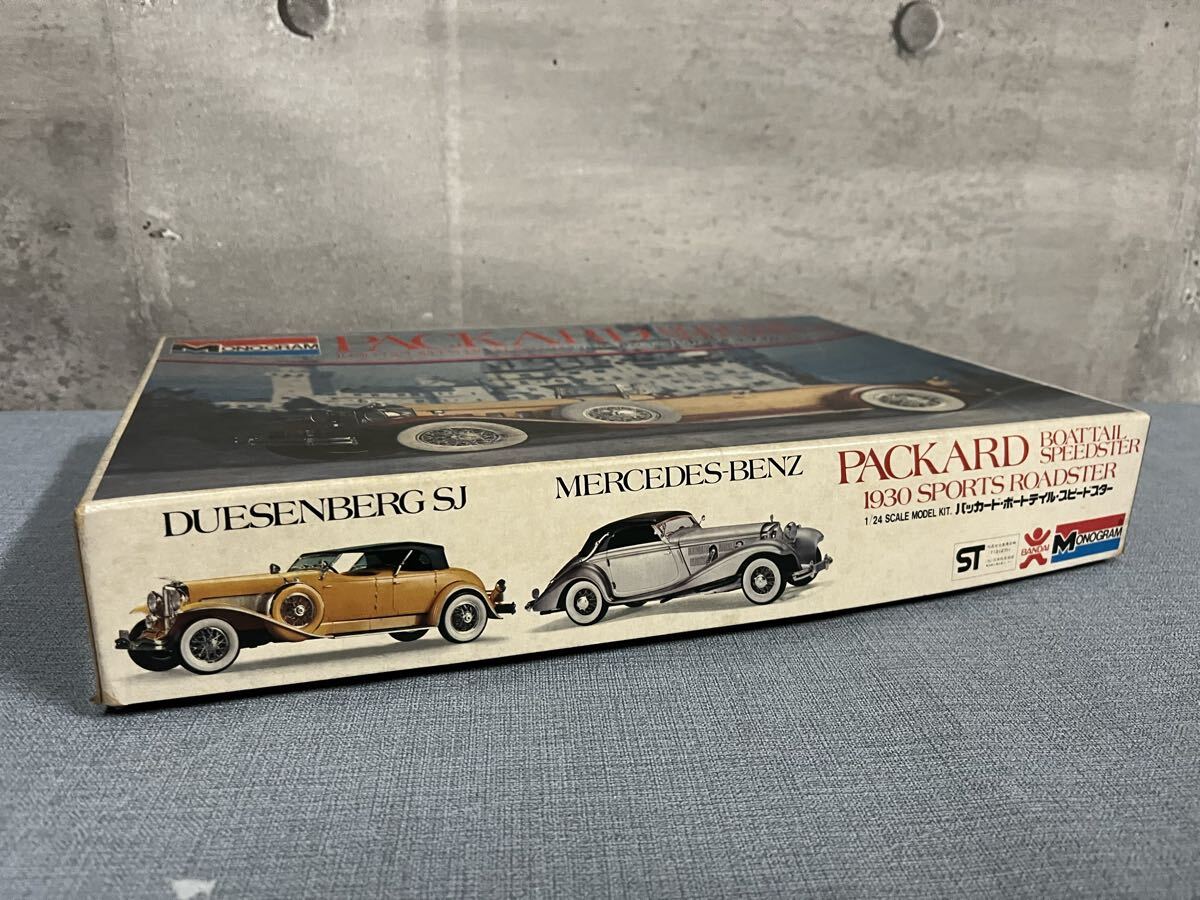 MONOGRAM
PACKARD
DUESENBERG SJ
MERCEDES-BENZ
PACKARD BOATTAIL SPEEDSTER
1930 SPORTS ROADSTER
1/24 SCALE MODEL KIT. パッカード・ボートテイル・スピードスター
ST
BANDAI
MONOGRAM